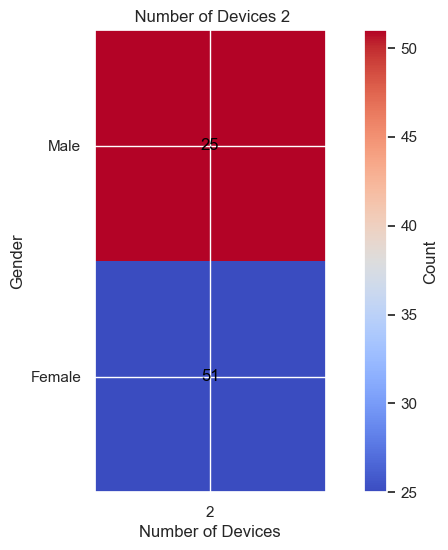 Number of Devices 2
Gender
Male
25
Female
51
2
Number of Devices
50
45
40
35
30
25
Count